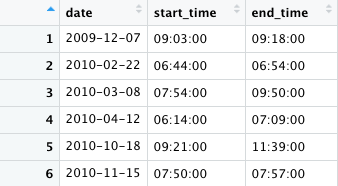 date start_time end_time
1 2009-12-07 09:03:00 09:18:00
2 2010-02-22 06:44:00 06:54:00
3 2010-03-08 07:54:00 09:50:00
4 2010-04-12 06:14:00 07:09:00
5 2010-10-18 09:21:00 11:39:00
6 2010-11-15 07:50:00 07:57:00